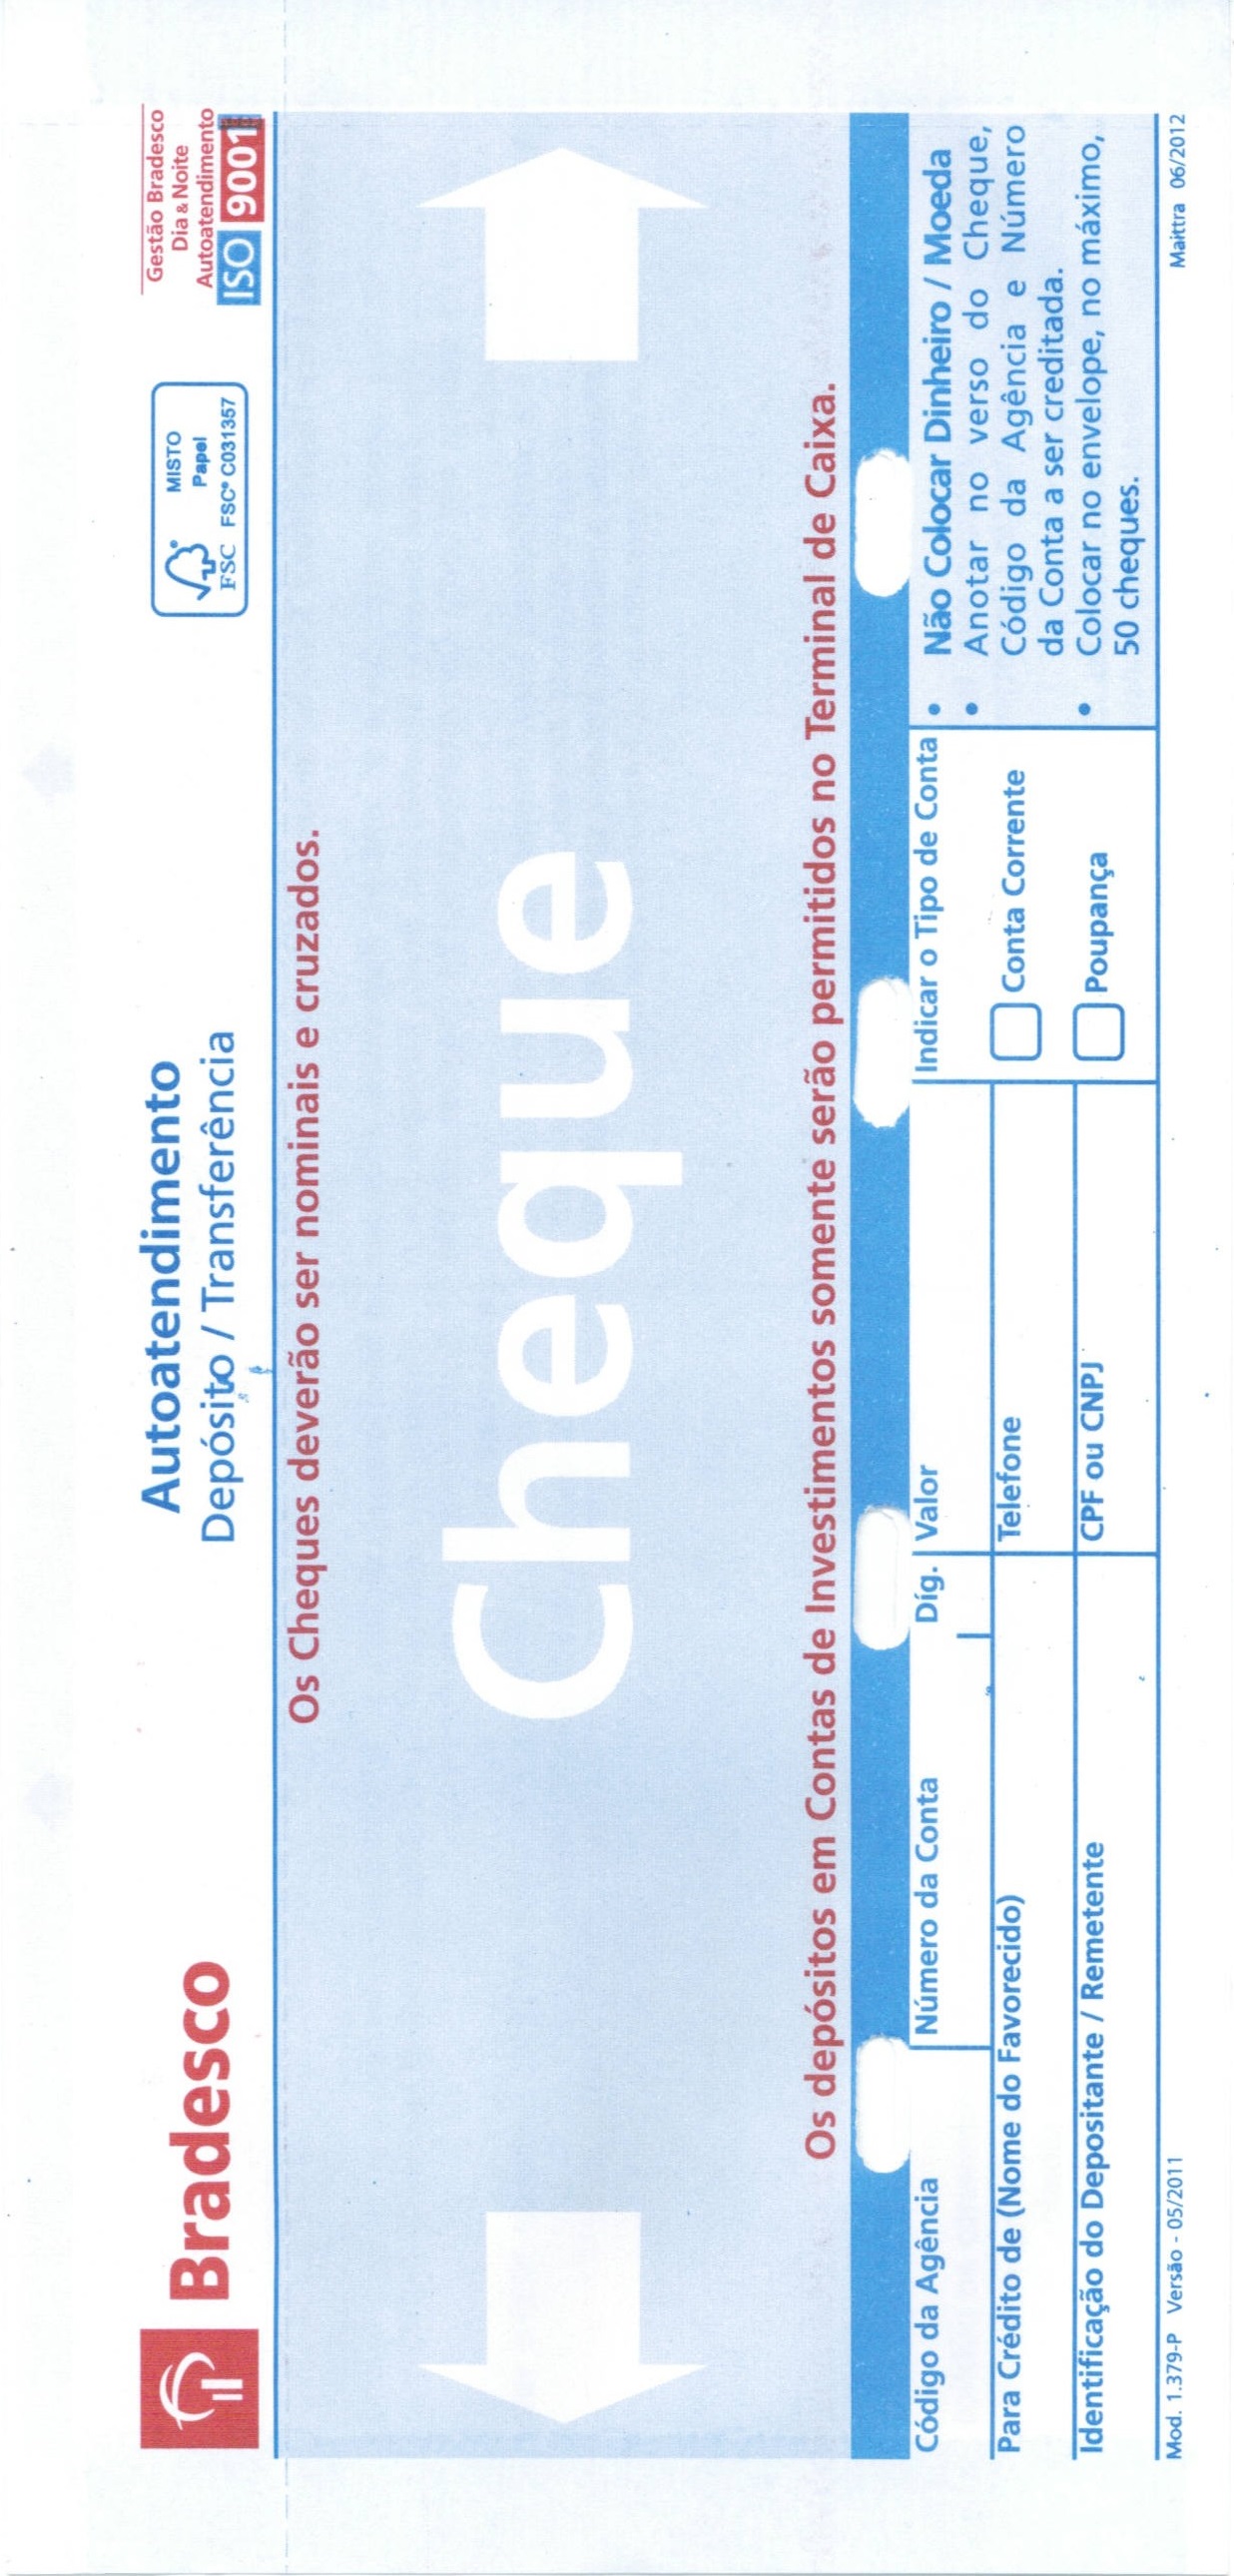 Bradesco
Autoatendimento
Depósito / Transferência
MISTO
Papel
FSC® FSC® C031357
Gestão Bradesco
Dia & Noite
Autoatendimento
ISO 9001
Os Cheques deverão ser nominais e cruzados.
Cheque
Os depósitos em Contas de Investimentos somente serão permitidos no Terminal de Caixa.
Código da Agência
Número da Conta
Díg.
Valor
Indicar o Tipo de Conta
Para Crédito de (Nome do Favorecido)
Telefone
Conta Corrente
Identificação do Depositante / Remetente
CPF ou CNPJ
Poupança
• Não Colocar Dinheiro / Moeda
• Anotar no verso do Cheque,
Código da Agência e Número
da Conta a ser creditada.
• Colocar no envelope, no máximo,
50 cheques.
Mod. 1.379-P Versão - 05/2011
Maittra 06/2012